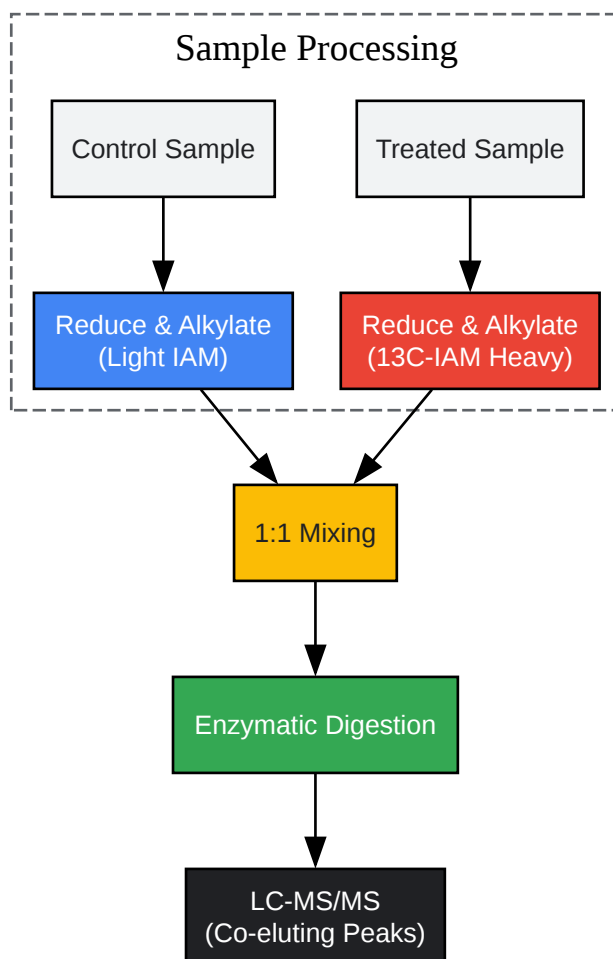 Sample Processing
Control Sample
Treated Sample
Reduce & Alkylate
(Light IAM)
Reduce & Alkylate
(13C-IAM Heavy)
1:1 Mixing
Enzymatic Digestion
LC-MS/MS
(Co-eluting Peaks)